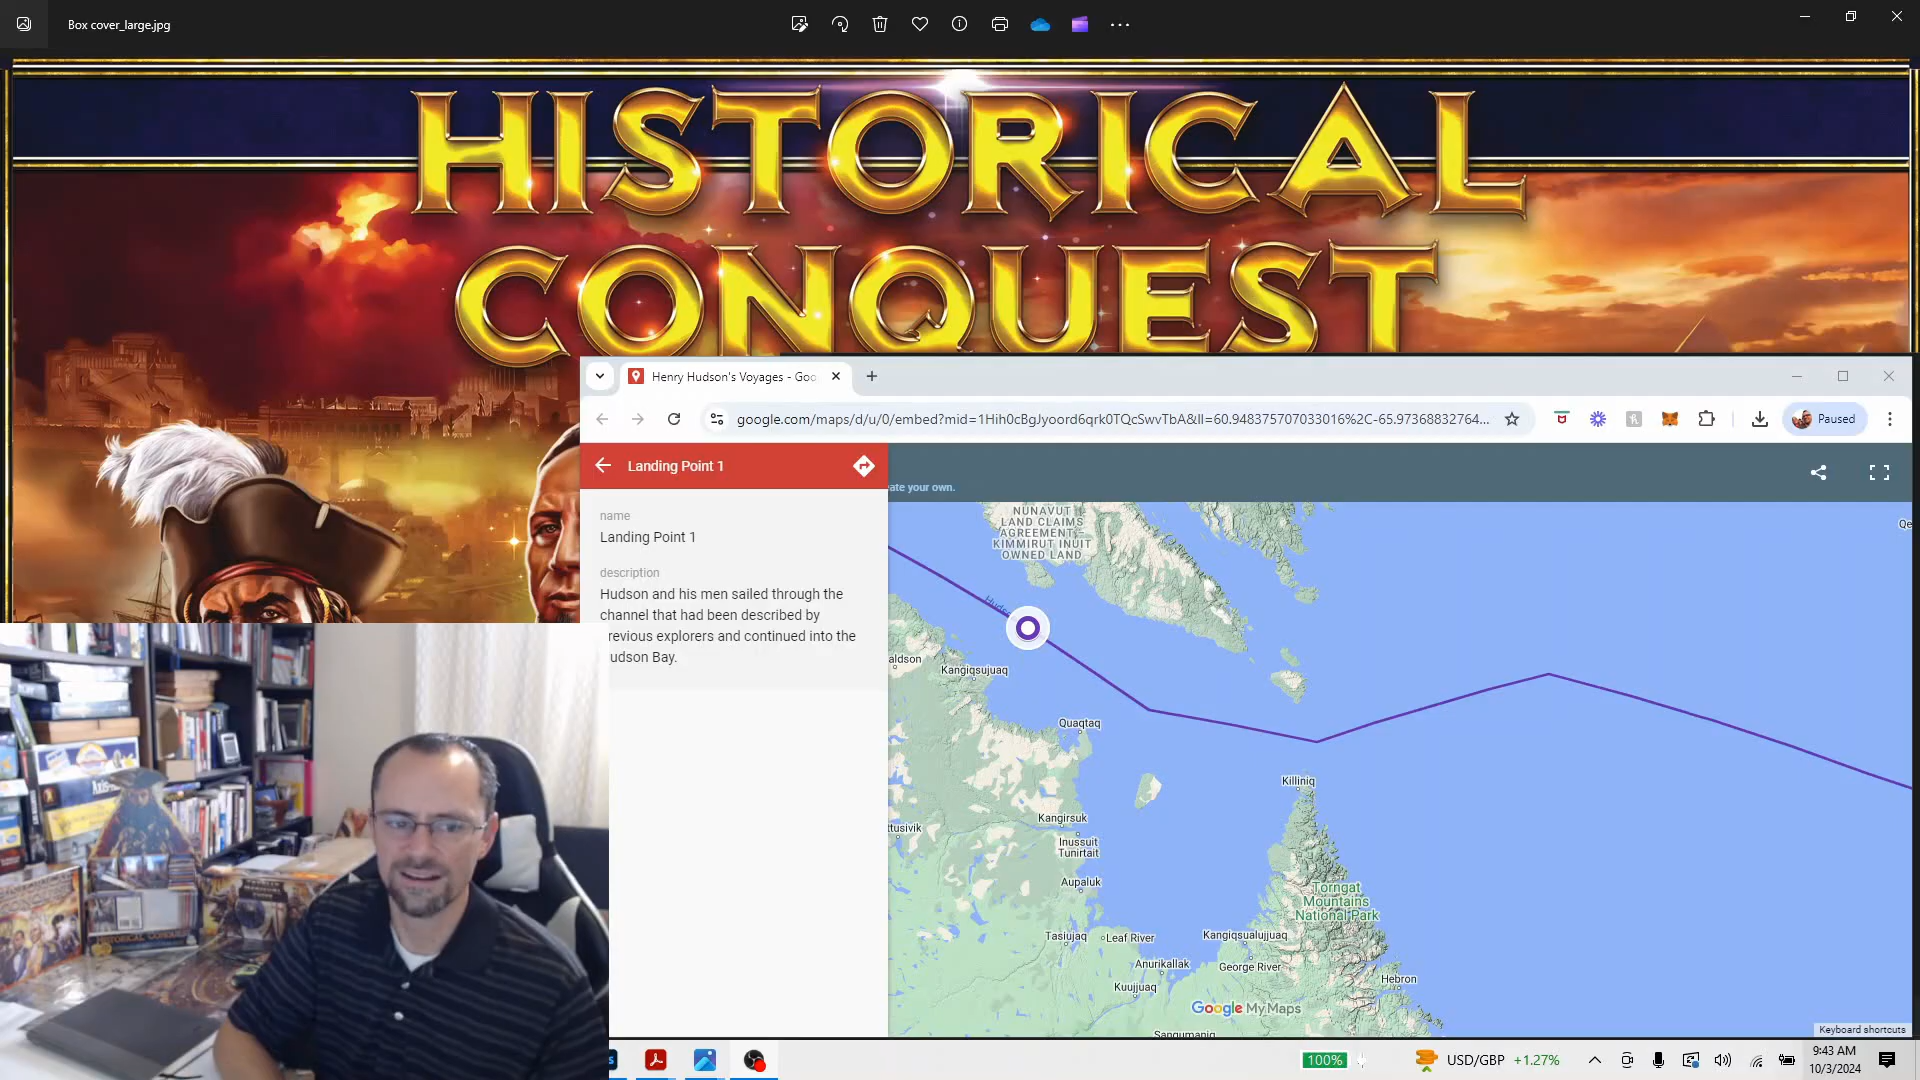 Box cover_large.jpg
HISTORICAL
CONQUEST
Henry Hudson's Voyages - Goo
google.com/maps/d/u/0/embed?mid=1Hih0cBgJyoord6qrk0TQcSwvTbA&ll=60.948375707033016%2C-65.97368832764...
Paused
Landing Point 1
ate your own.
name
Landing Point 1
description
Hudson and his men sailed through the
channel that had been described by
revious explorers and continued into the
udson Bay.
NUNAVUT
LAND CLAIMS
AGREEMENT -
KIMMIRUT INUIT
OWNED LAND
Qe
Huds
aldson
Kangiqsujuaq
Quaqtaq
Killiniq
Kangirsuk
ttusivik
Inussuit
Tunirtait
Aupaluk
Torngat
Mountains
National Park
Tasiujaq
Leaf River
Kangiqsualujjuaq
Anurikallak
George River
Hebron
Kuujjuaq
Google My Maps
Sangumaniq
Keyboard shortcuts
100%
USD/GBP +1.27%
9:43 AM
10/3/2024
HISTORICAL CONQUEST